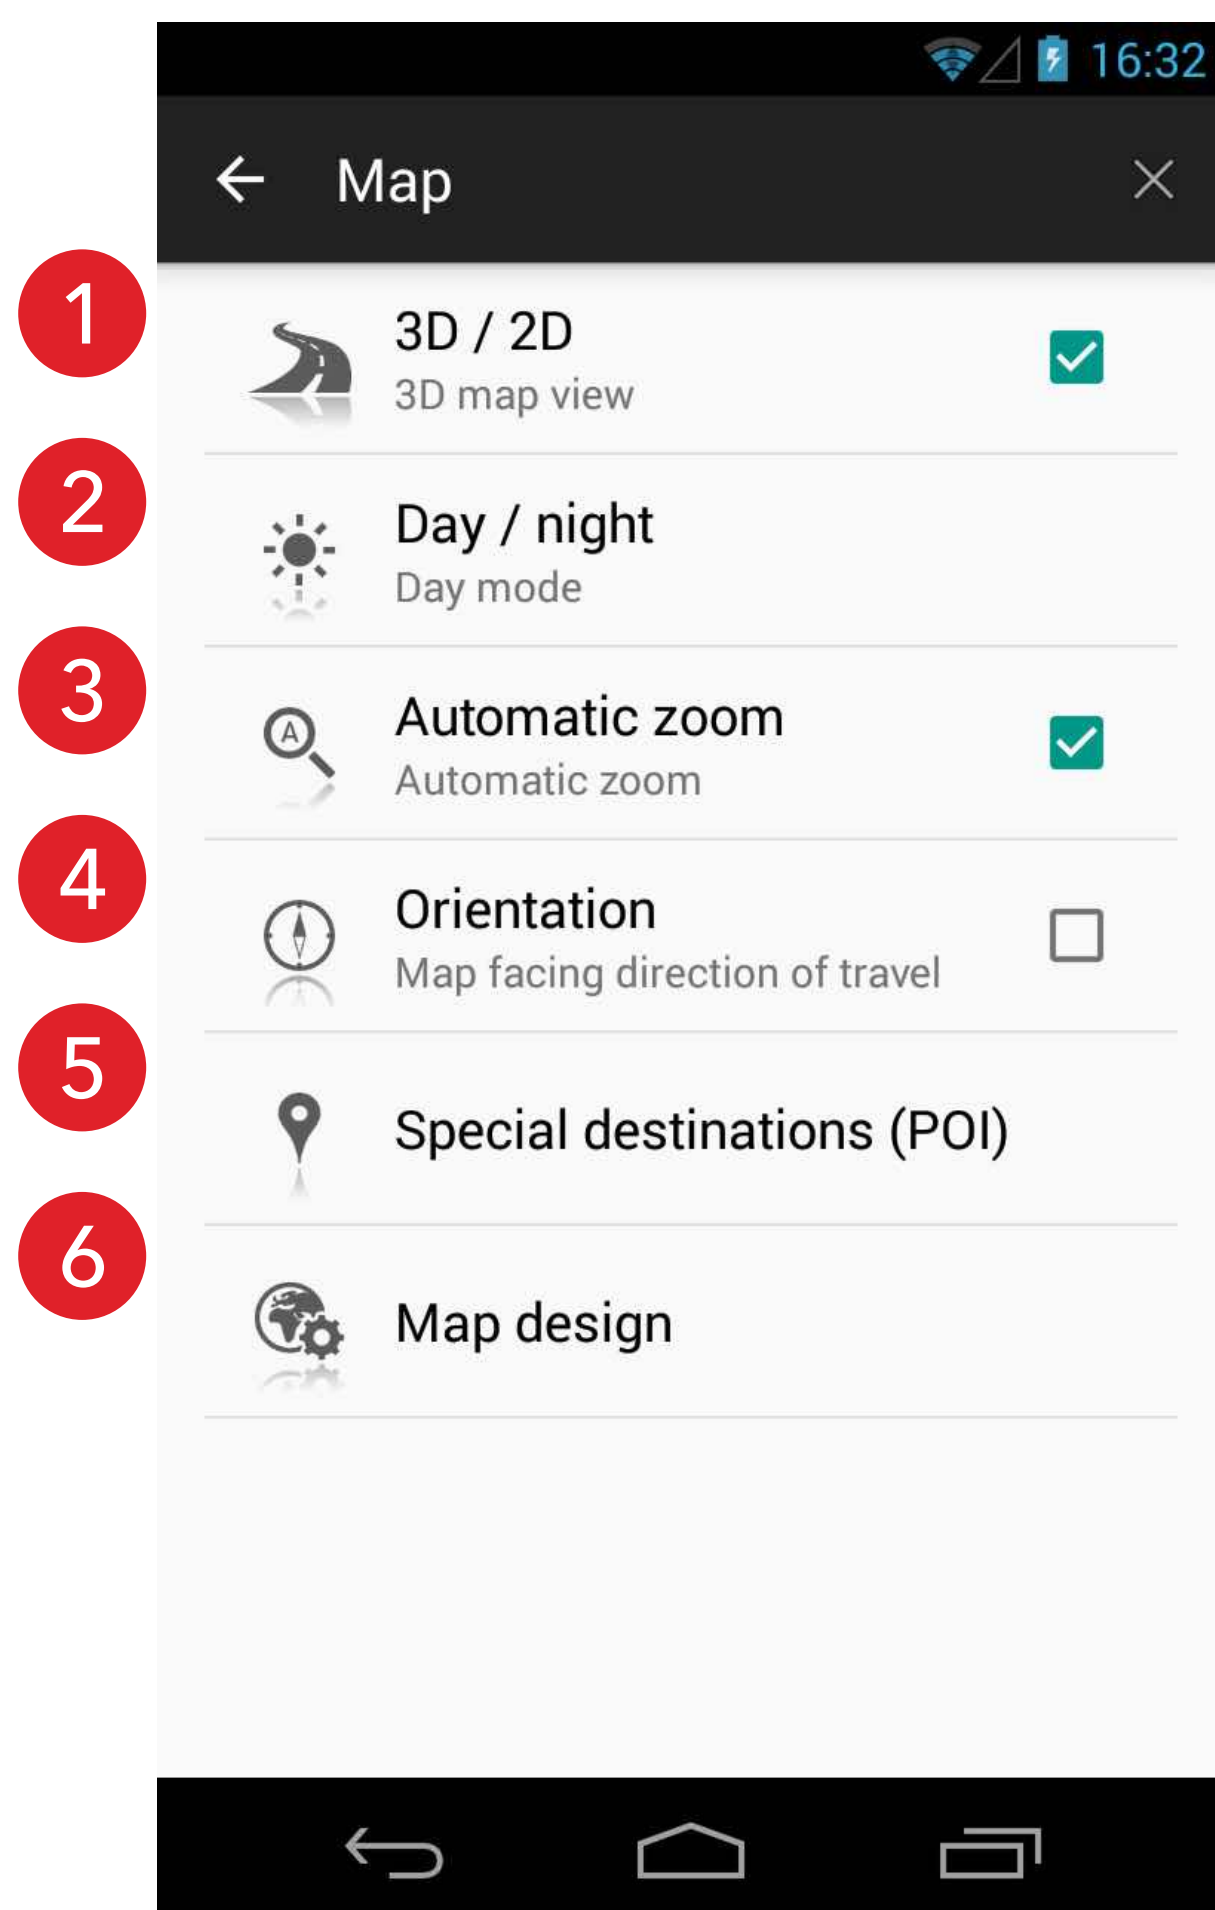 16:32
Map
1
3D / 2D
3D map view
2
Day / night
Day mode
3
A
Automatic zoom
Automatic zoom
4
Orientation
Map facing direction of travel
5
Special destinations (POI)
6
Map design